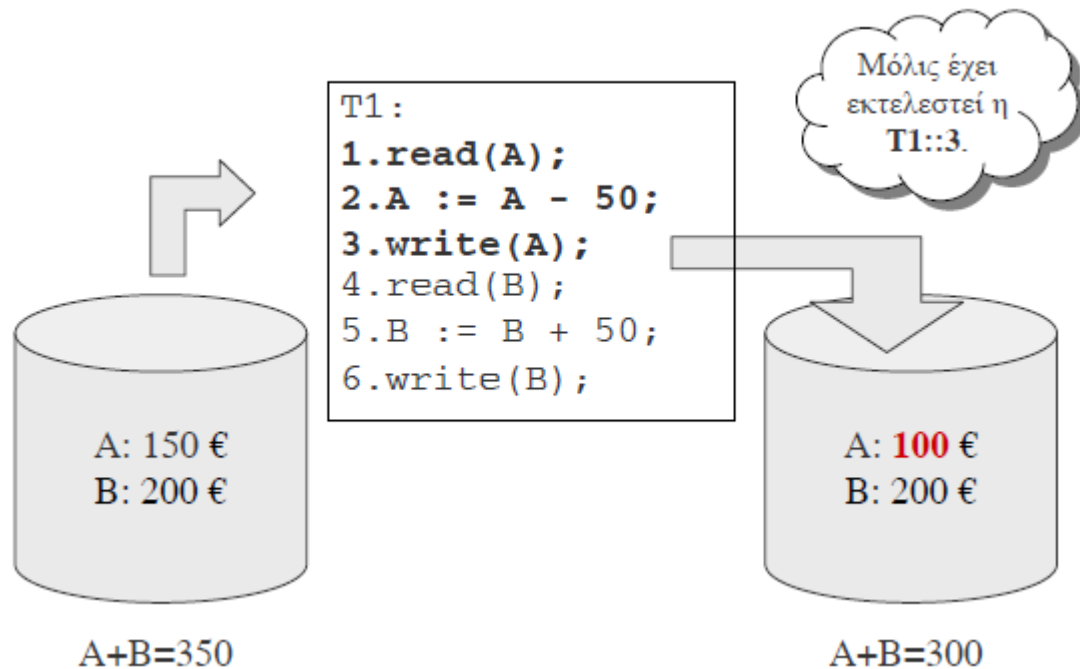 Μόλις έχει
εκτελεστεί η
T1::3.
T1:
1.read(A);
2.A := A - 50;
3.write(A);
4.read(B);
5.B := B + 50;
6.write(B);
A: 150 €
B: 200 €
A+B=350
A: 100 €
B: 200 €
A+B=300